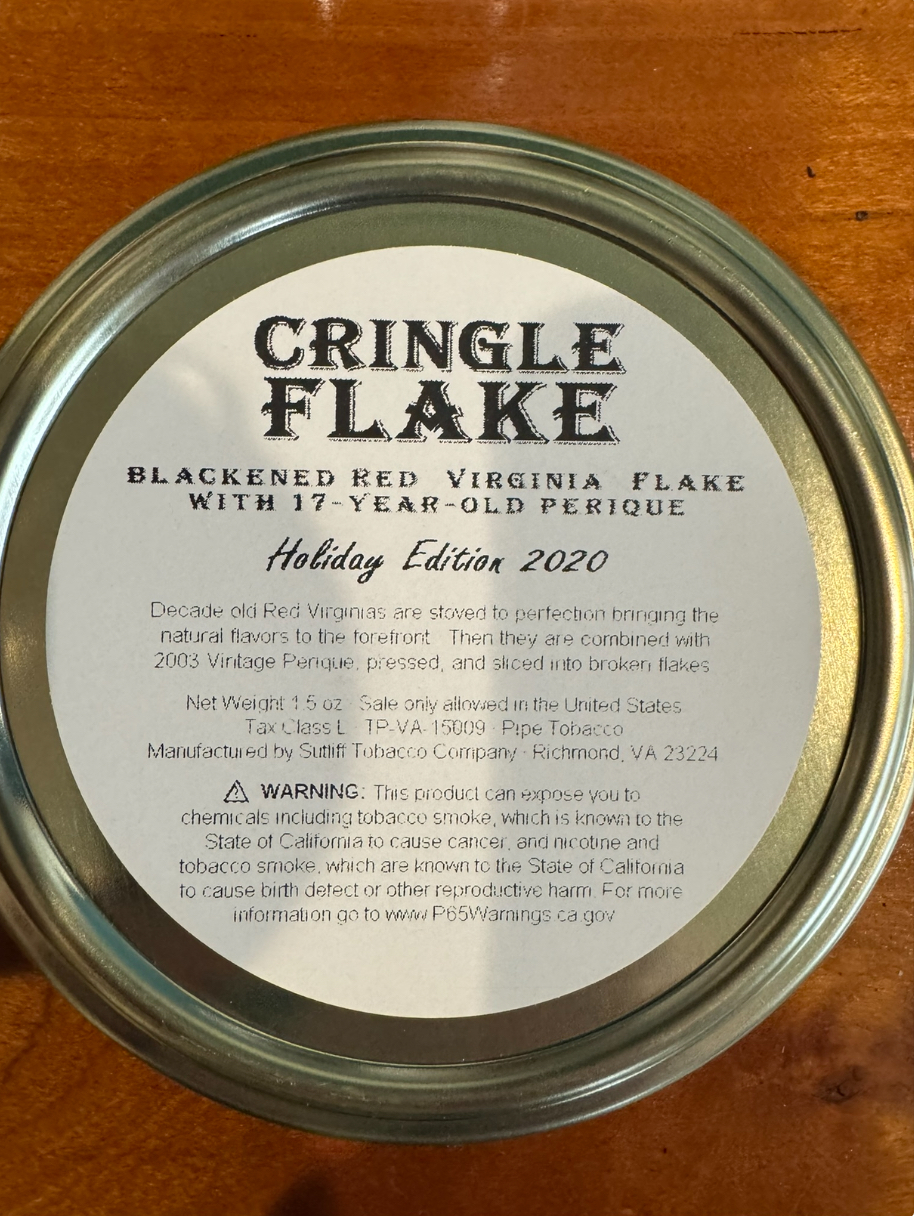 CRINGLE
FLAKE
BLACKENED RED VIRGINIA FLAKE
WITH 17-YEAR-OLD PERIQUE
Holiday Edition 2020
Decade old Red Virginias are stoved to perfection bringing the
natural flavors to the forefront. Then they are combined with
2003 Vintage Perique, pressed, and sliced into broken flakes.
Net Weight 1.5 oz · Sale only allowed in the United States
Tax Class L · TP-VA-15009 · Pipe Tobacco
Manufactured by Sutliff Tobacco Company · Richmond, VA 23224
⚠ WARNING: This product can expose you to
chemicals including tobacco smoke, which is known to the
State of California to cause cancer, and nicotine and
tobacco smoke, which are known to the State of California
to cause birth defect or other reproductive harm. For more
information go to www.P65Warnings.ca.gov